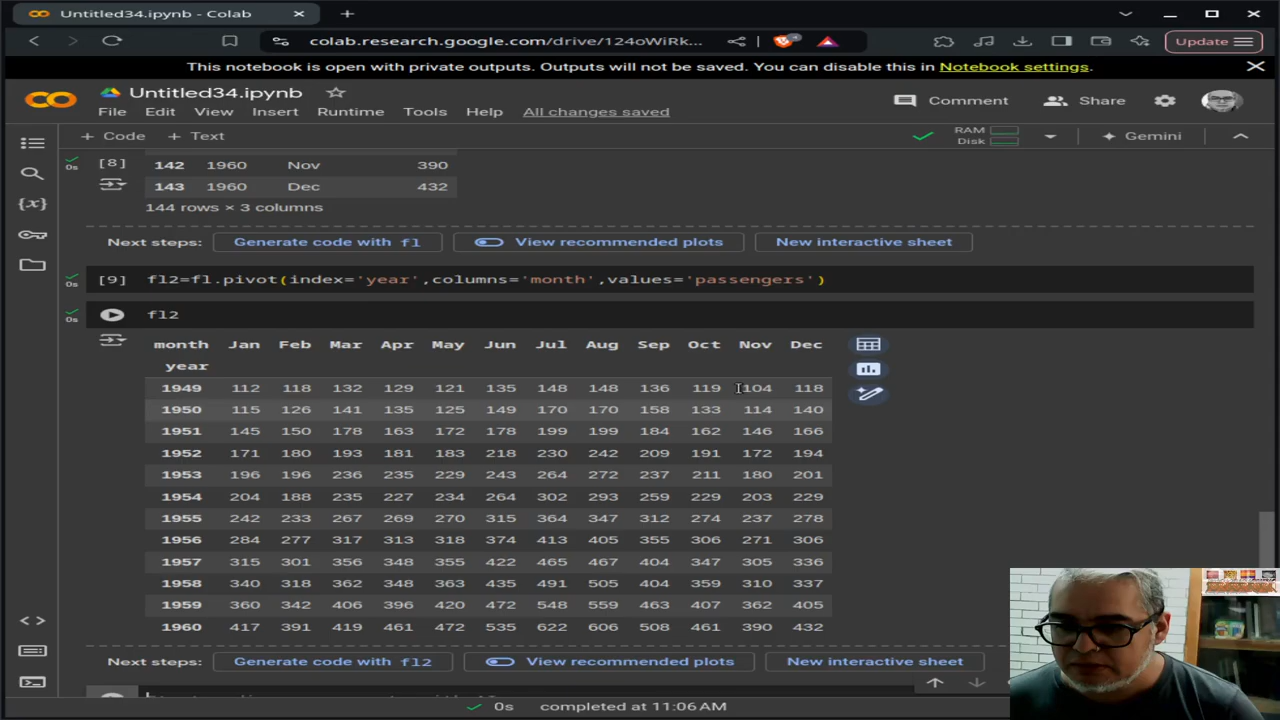 Untitled34.ipynb - Colab
colab.research.google.com/drive/124oWiRk...
Update
This notebook is open with private outputs. Outputs will not be saved. You can disable this in Notebook settings.
Untitled34.ipynb
File Edit View Insert Runtime Tools Help All changes saved
Comment Share
+ Code + Text
RAM
Disk
Gemini
0s
[8]
142 1960 Nov 390
143 1960 Dec 432
144 rows × 3 columns
Next steps: Generate code with fl View recommended plots New interactive sheet
0s
[9] fl2=fl.pivot(index='year',columns='month',values='passengers')
0s
fl2
month Jan Feb Mar Apr May Jun Jul Aug Sep Oct Nov Dec
year
1949 112 118 132 129 121 135 148 148 136 119 104 118
1950 115 126 141 135 125 149 170 170 158 133 114 140
1951 145 150 178 163 172 178 199 199 184 162 146 166
1952 171 180 193 181 183 218 230 242 209 191 172 194
1953 196 196 236 235 229 243 264 272 237 211 180 201
1954 204 188 235 227 234 264 302 293 259 229 203 229
1955 242 233 267 269 270 315 364 347 312 274 237 278
1956 284 277 317 313 318 374 413 405 355 306 271 306
1957 315 301 356 348 355 422 465 467 404 347 305 336
1958 340 318 362 348 363 435 491 505 404 359 310 337
1959 360 342 406 396 420 472 548 559 463 407 362 405
1960 417 391 419 461 472 535 622 606 508 461 390 432
Next steps: Generate code with fl2 View recommended plots New interactive sheet
0s completed at 11:06 AM